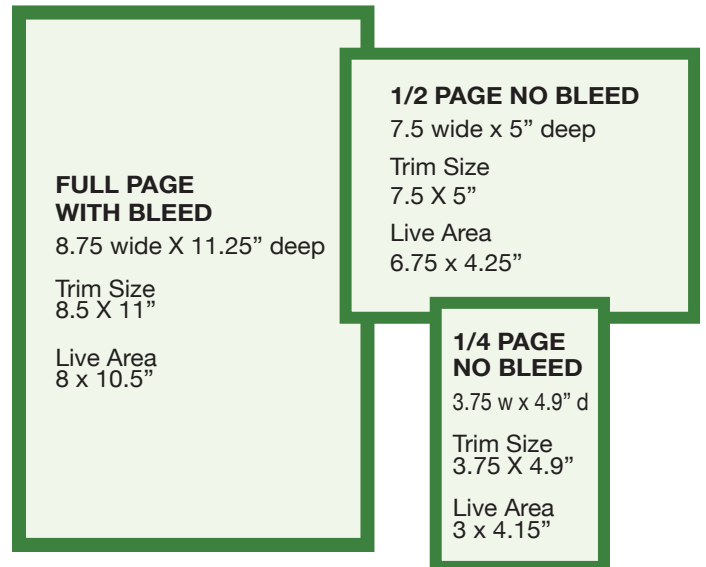 FULL PAGE
WITH BLEED
8.75 wide X 11.25” deep
Trim Size
8.5 X 11”
Live Area
8 x 10.5”
1/2 PAGE NO BLEED
7.5 wide x 5” deep
Trim Size
7.5 X 5”
Live Area
6.75 x 4.25”
1/4 PAGE
NO BLEED
3.75 w x 4.9” d
Trim Size
3.75 X 4.9”
Live Area
3 x 4.15”